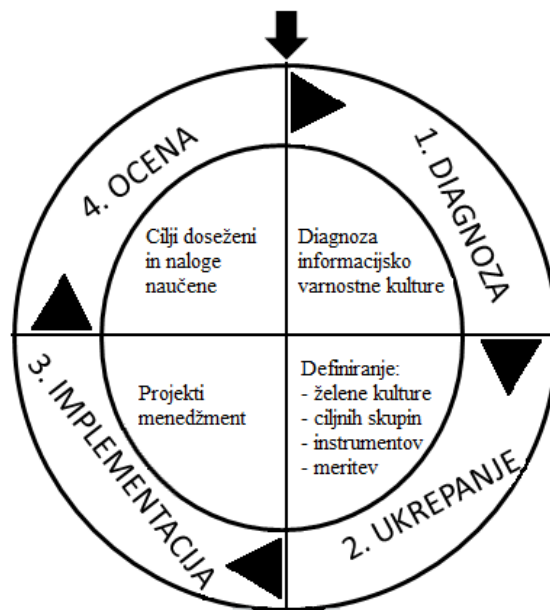 1. DIAGNOZA
Diagnoza
informacijsko
varnostne kulture
2. UKREPANJE
Definiranje:
- želene kulture
- ciljnih skupin
- instrumentov
- meritev
3. IMPLEMENTACIJA
Projekti
menedžment
4. OCENA
Cilji doseženi
in naloge
naučene